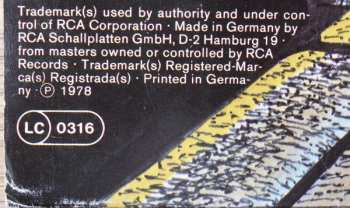 Trademark(s) used by authority and under con-
trol of RCA Corporation · Made in Germany by
RCA Schallplatten GmbH, D-2 Hamburg 19 ·
from masters owned or controlled by RCA
Records · Trademark(s) Registered-Mar-
ca(s) Registrada(s) · Printed in Germa-
ny · Ⓟ 1978
LC 0316